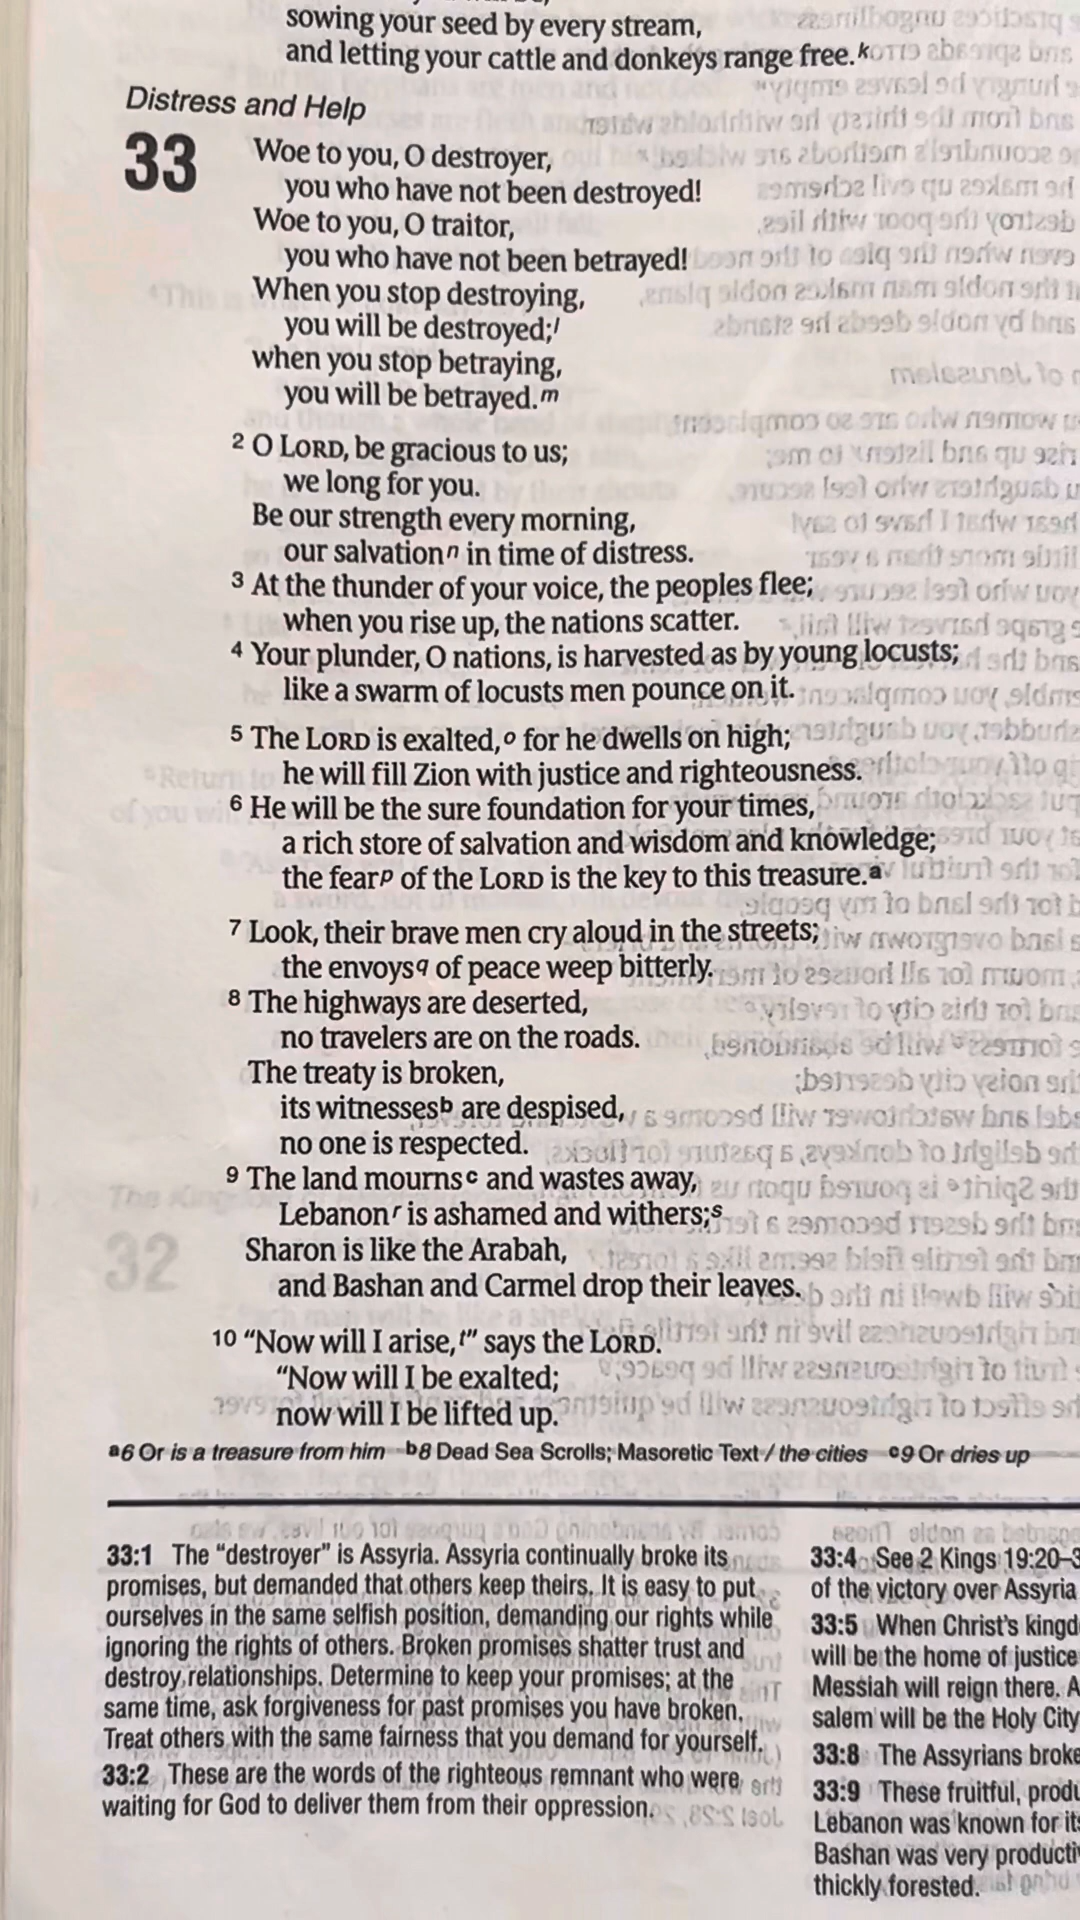 sowing your seed by every stream,
and letting your cattle and donkeys range free.k
Distress and Help
33 Woe to you, O destroyer,
you who have not been destroyed!
Woe to you, O traitor,
you who have not been betrayed!
When you stop destroying,
you will be destroyed;l
when you stop betraying,
you will be betrayed.m
2 O LORD, be gracious to us;
we long for you.
Be our strength every morning,
our salvationn in time of distress.
3 At the thunder of your voice, the peoples flee;
when you rise up, the nations scatter.
4 Your plunder, O nations, is harvested as by young locusts;
like a swarm of locusts men pounce on it.
5 The LORD is exalted,o for he dwells on high;
he will fill Zion with justice and righteousness.
6 He will be the sure foundation for your times,
a rich store of salvation and wisdom and knowledge;
the fearp of the LORD is the key to this treasure.a
7 Look, their brave men cry aloud in the streets;
the envoysq of peace weep bitterly.
8 The highways are deserted,
no travelers are on the roads.
The treaty is broken,
its witnessesb are despised,
no one is respected.
9 The land mournsc and wastes away,
Lebanonr is ashamed and withers;s
Sharon is like the Arabah,
and Bashan and Carmel drop their leaves.
10 “Now will I arise,t” says the LORD.
“Now will I be exalted;
now will I be lifted up.
a6 Or is a treasure from him b8 Dead Sea Scrolls; Masoretic Text / the cities c9 Or dries up
33:1 The “destroyer” is Assyria. Assyria continually broke its
promises, but demanded that others keep theirs. It is easy to put
ourselves in the same selfish position, demanding our rights while
ignoring the rights of others. Broken promises shatter trust and
destroy relationships. Determine to keep your promises; at the
same time, ask forgiveness for past promises you have broken.
Treat others with the same fairness that you demand for yourself.
33:2 These are the words of the righteous remnant who were
waiting for God to deliver them from their oppression.
33:4 See 2 Kings 19:20–3
of the victory over Assyria
33:5 When Christ's kingd
will be the home of justice
Messiah will reign there. A
salem will be the Holy City
33:8 The Assyrians broke
33:9 These fruitful, produ
Lebanon was known for its
Bashan was very producti
thickly forested.